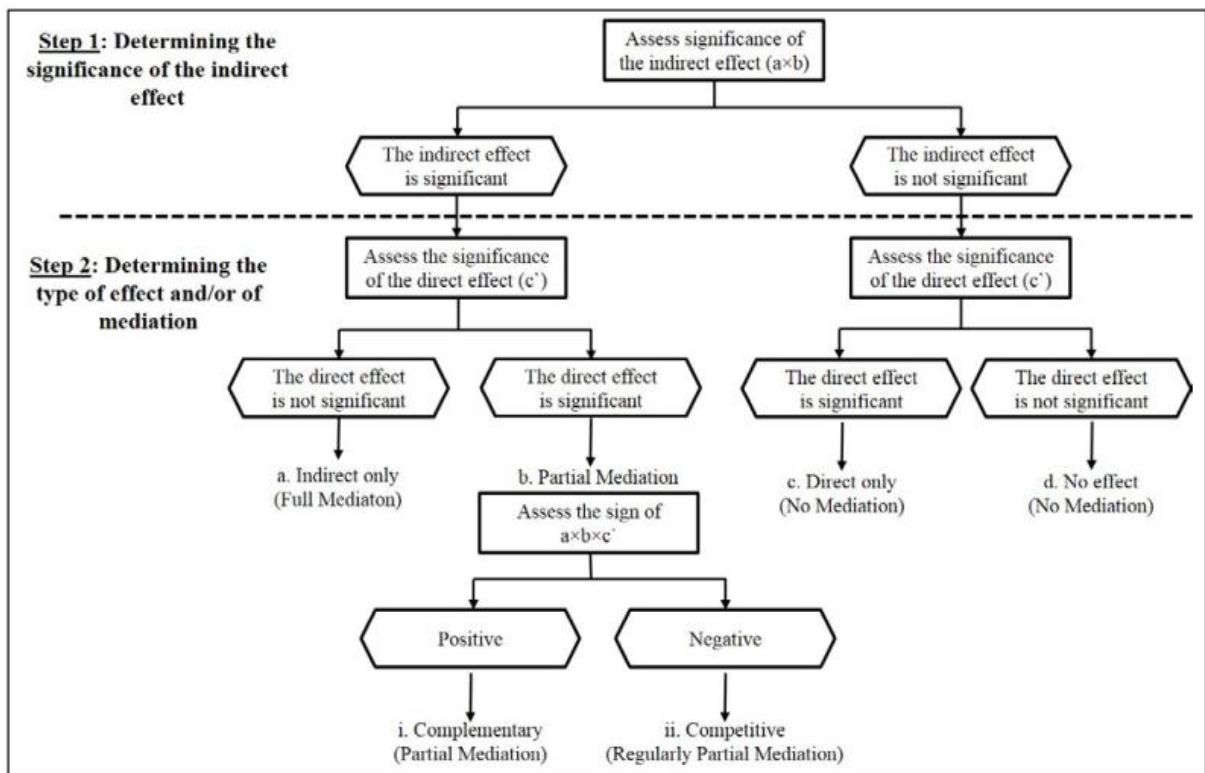 Step 1: Determining the
significance of the indirect
effect
Assess significance of
the indirect effect (a×b)
The indirect effect
is significant
The indirect effect
is not significant
Step 2: Determining the
type of effect and/or of
mediation
Assess the significance
of the direct effect (c`)
Assess the significance
of the direct effect (c`)
The direct effect
is not significant
The direct effect
is significant
The direct effect
is significant
The direct effect
is not significant
a. Indirect only
(Full Mediaton)
b. Partial Mediation
c. Direct only
(No Mediation)
d. No effect
(No Mediation)
Assess the sign of
a×b×c`
Positive
Negative
i. Complementary
(Partial Mediation)
ii. Competitive
(Regularly Partial Mediation)